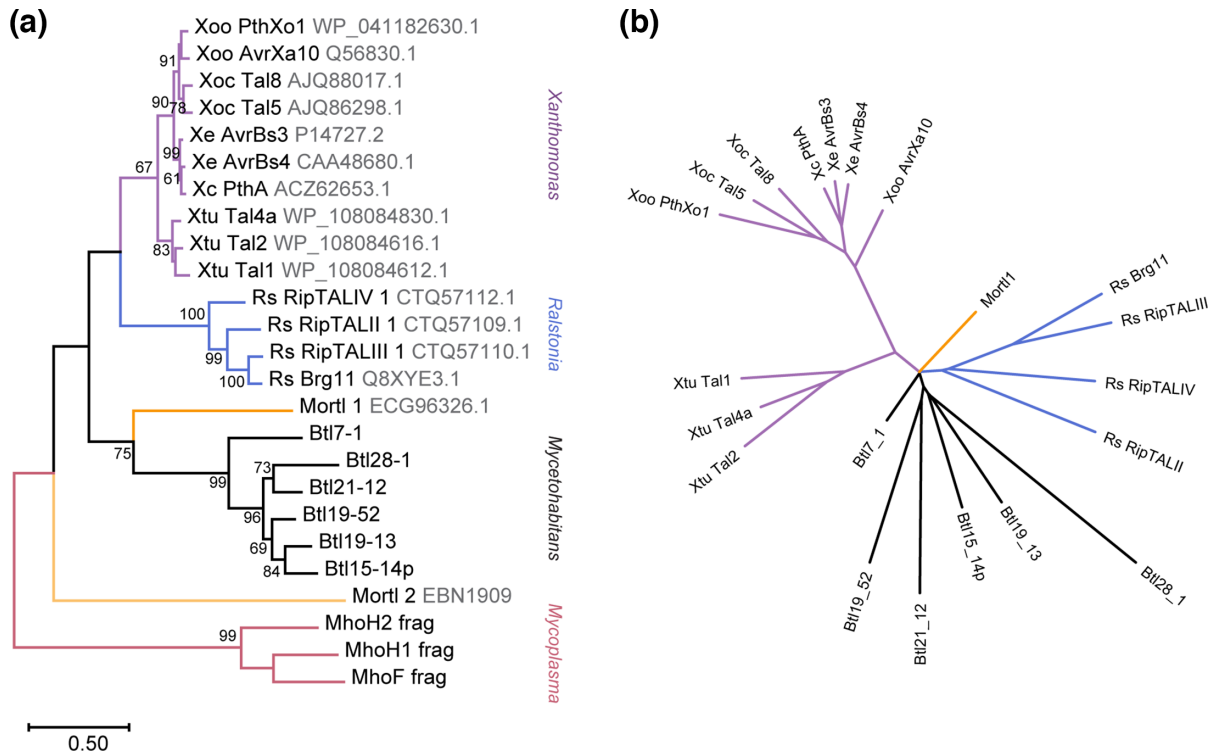 (a)
Xoo PthXo1 WP_041182630.1
Xoo AvrXa10 Q56830.1
91
Xoc Tal8 AJQ88017.1
90
78
Xoc Tal5 AJQ86298.1
Xe AvrBs3 P14727.2
99
Xe AvrBs4 CAA48680.1
67
61
Xc PthA ACZ62653.1
Xtu Tal4a WP_108084830.1
83
Xtu Tal2 WP_108084616.1
Xtu Tal1 WP_108084612.1
Xanthomonas
Rs RipTALIV 1 CTQ57112.1
100
Rs RipTALII 1 CTQ57109.1
99
Rs RipTALIII 1 CTQ57110.1
100
Rs Brg11 Q8XYE3.1
Ralstonia
Mortl 1 ECG96326.1
75
Btl7-1
99
73
Btl28-1
Btl21-12
96
Btl19-52
69
Btl19-13
84
Btl15-14p
Mycetohabitans
Mortl 2 EBN1909
99
MhoH2 frag
MhoH1 frag
MhoF frag
Mycoplasma
0.50
(b)
Xoo PthXo1
Xoc Tal5
Xoc Tal8
Xc PthA
Xe AvrBs3
Xe AvrBs4
Xoo AvrXa10
Mortl1
Rs Brg11
Rs RipTALIII
Rs RipTALIV
Rs RipTALII
Xtu Tal1
Xtu Tal4a
Xtu Tal2
Btl7_1
Btl19_52
Btl21_12
Btl15_14p
Btl19_13
Btl28_1